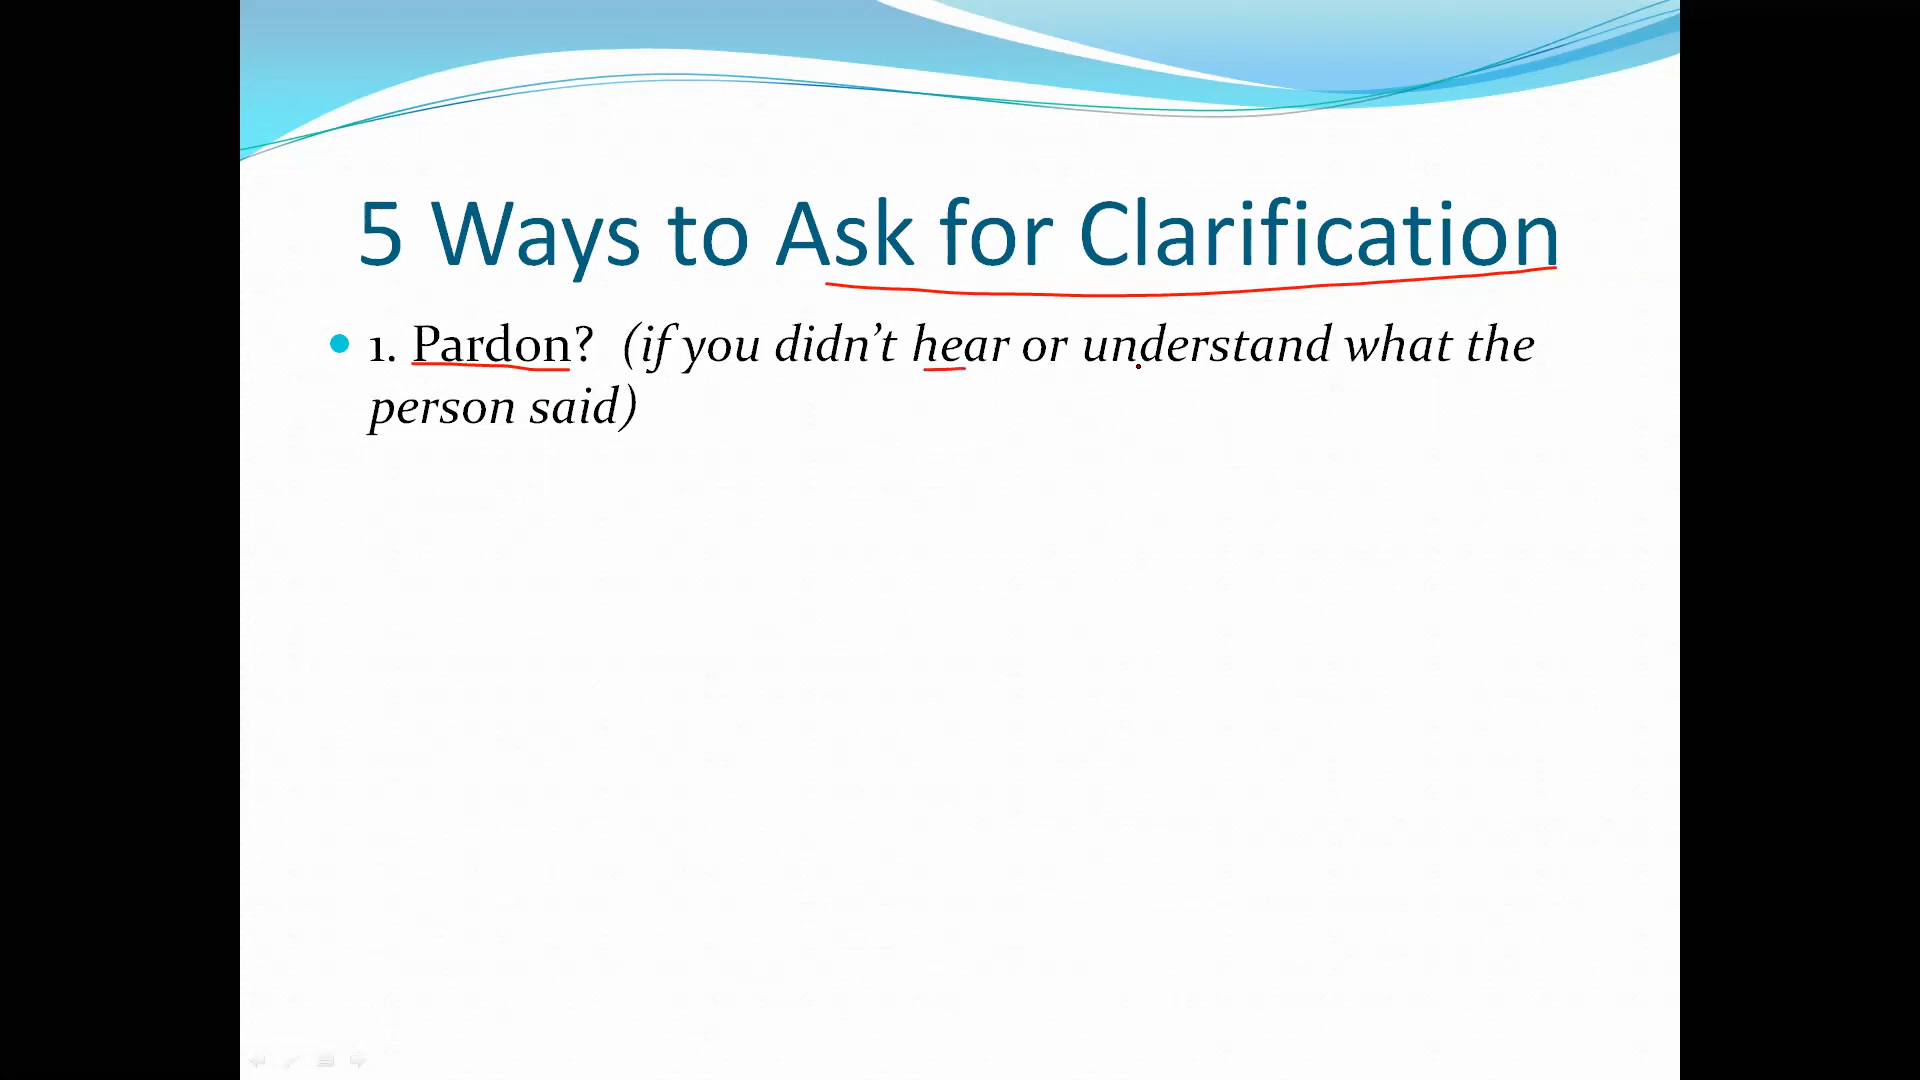 5 Ways to Ask for Clarification
1. Pardon? (if you didn’t hear or understand what the
person said)